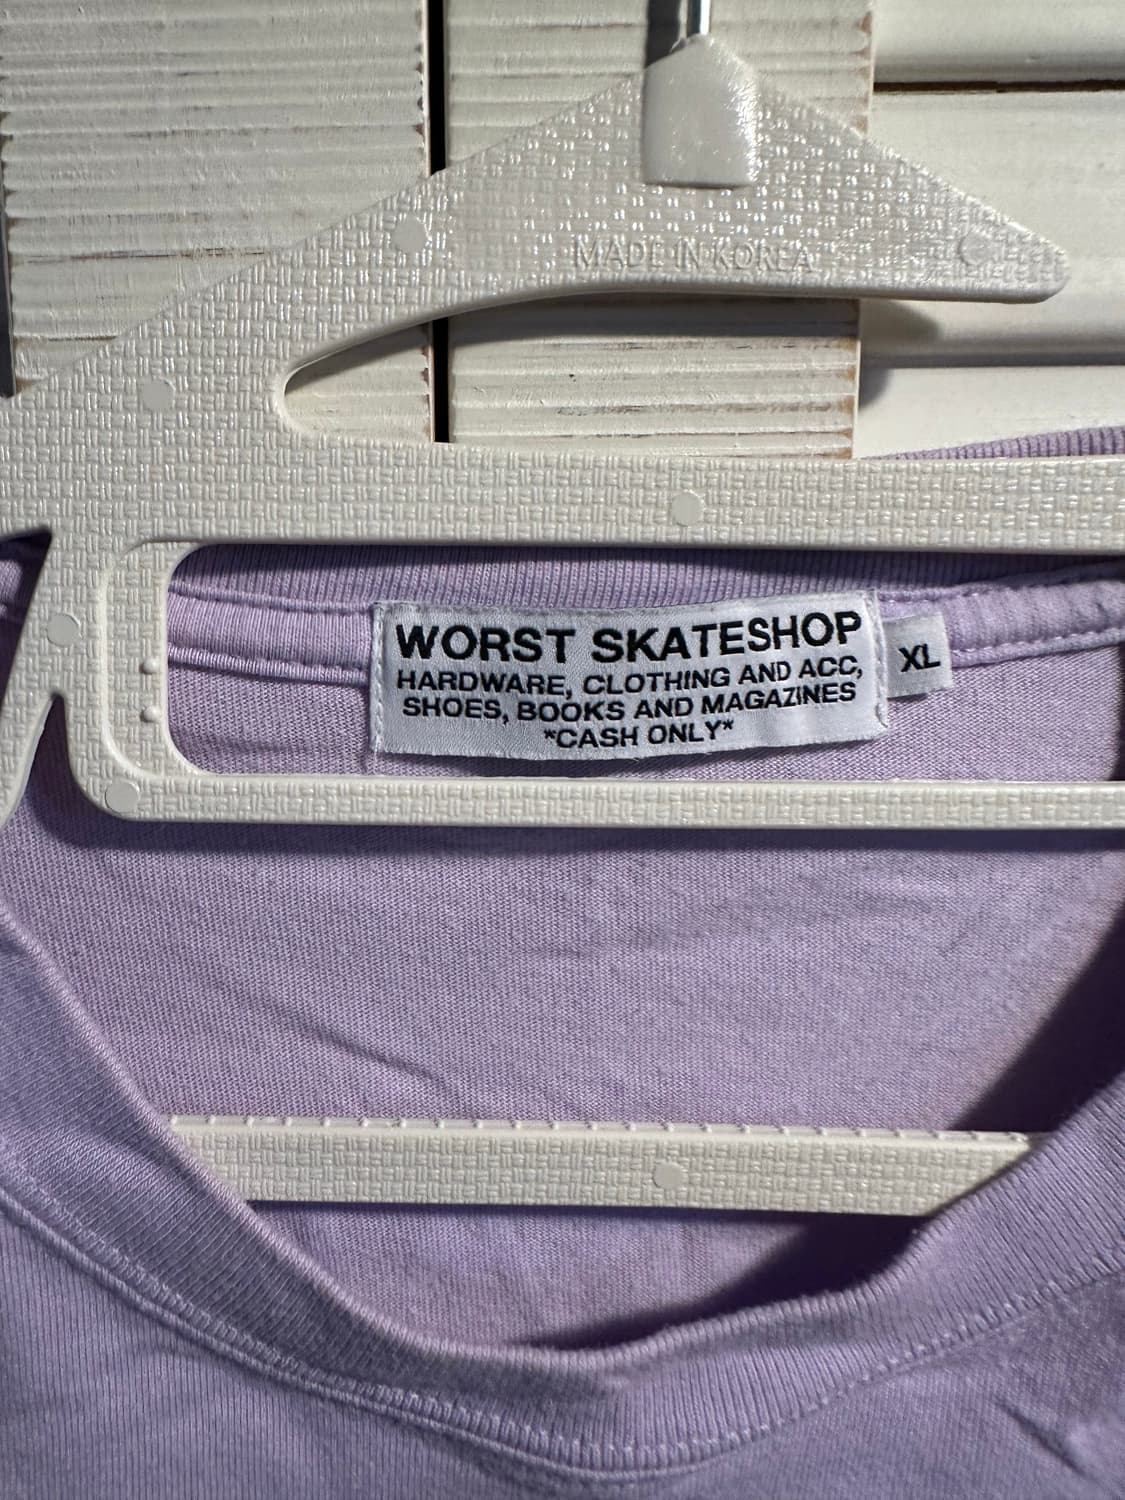 MADE IN KOREA
WORST SKATESHOP
HARDWARE, CLOTHING AND ACC,
SHOES, BOOKS AND MAGAZINES
*CASH ONLY*
XL